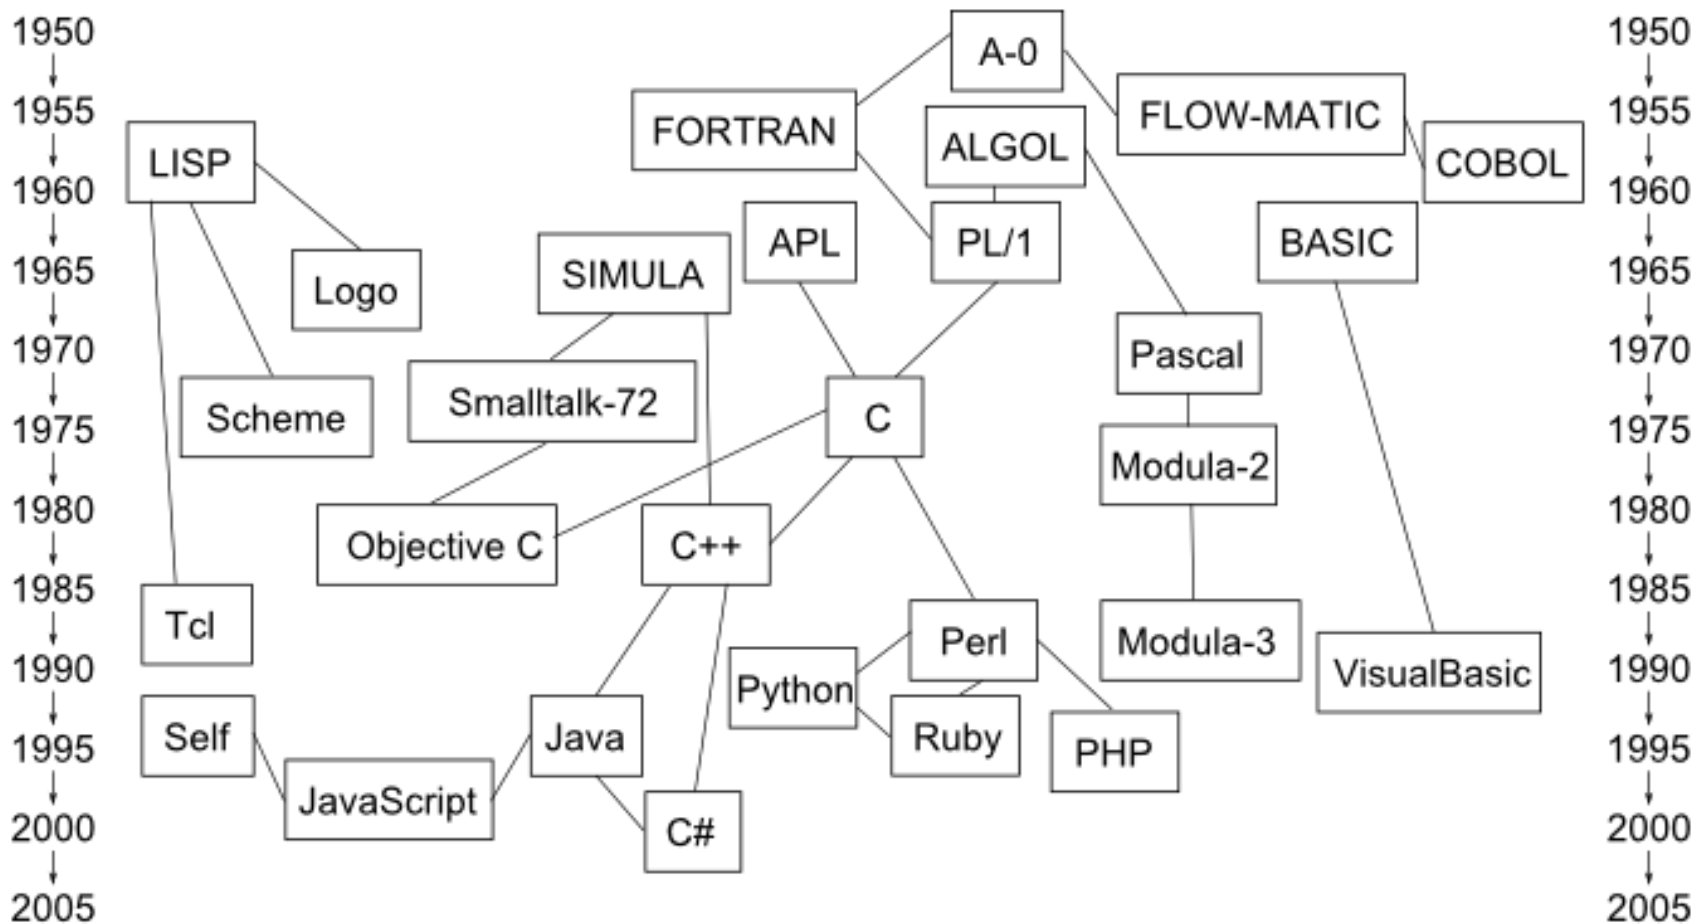 1950
A-0
1950
FLOW-MATIC
1955
FORTRAN
1955
ALGOL
LISP
COBOL
1960
1960
APL
PL/1
BASIC
1965
SIMULA
1965
Logo
1970
Pascal
1970
Smalltalk-72
Scheme
C
1975
1975
Modula-2
1980
1980
Objective C
C++
1985
1985
Tcl
Perl
Modula-3
1990
1990
Python
VisualBasic
Self
Java
Ruby
1995
PHP
1995
JavaScript
2000
C#
2000
2005
2005